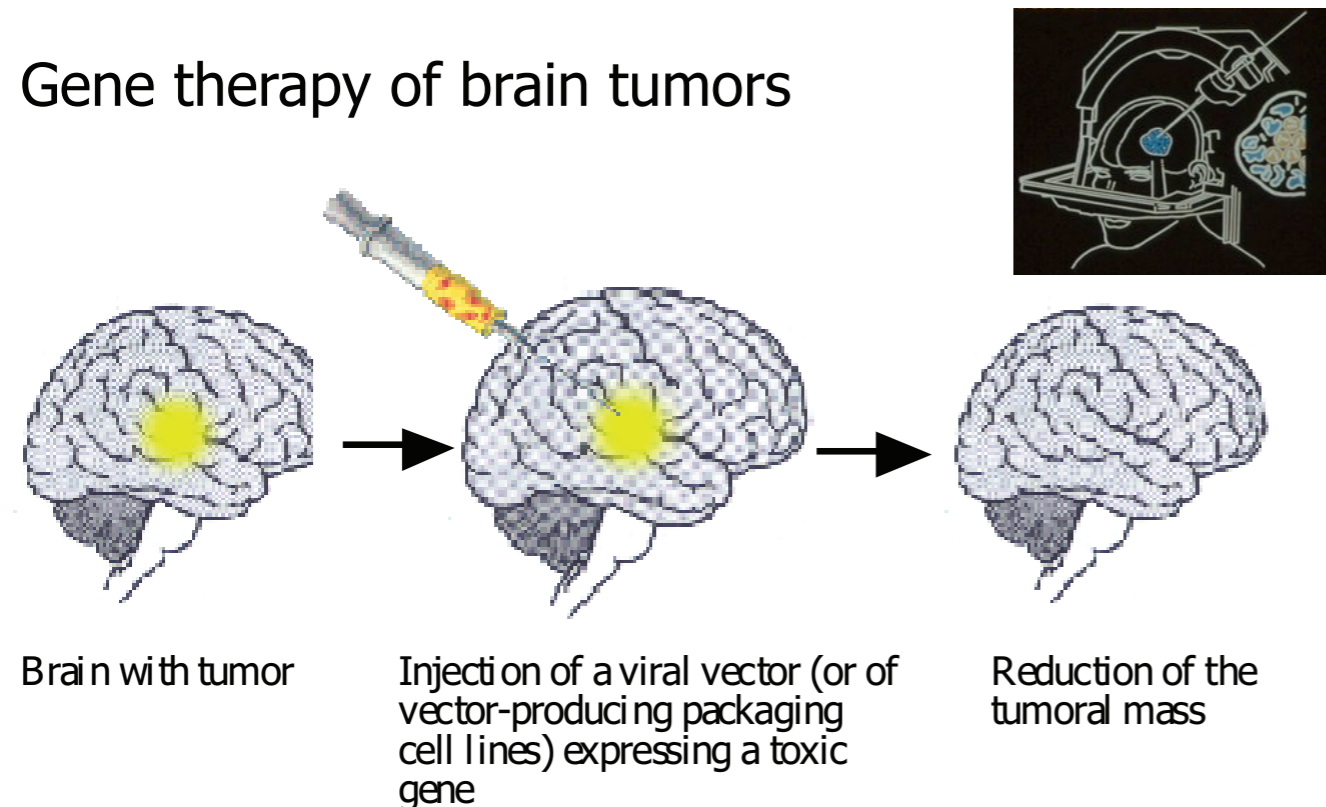 Gene therapy of brain tumors
Brain with tumor
Injection of a viral vector (or of
vector-producing packaging
cell lines) expressing a toxic
gene
Reduction of the
tumoral mass